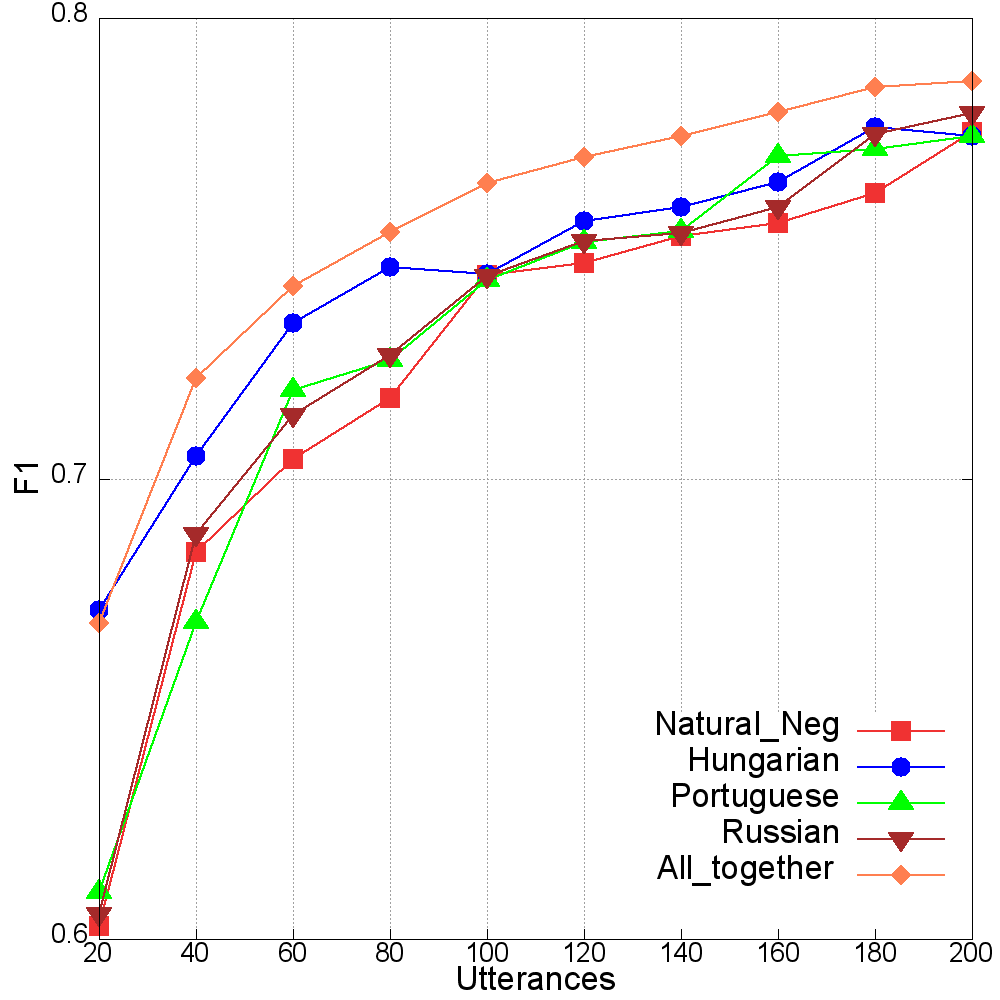 0.8
0.7
0.6
F1
20 40 60 80 100 120 140 160 180 200
Utterances
Natural_Neg
Hungarian
Portuguese
Russian
All_together